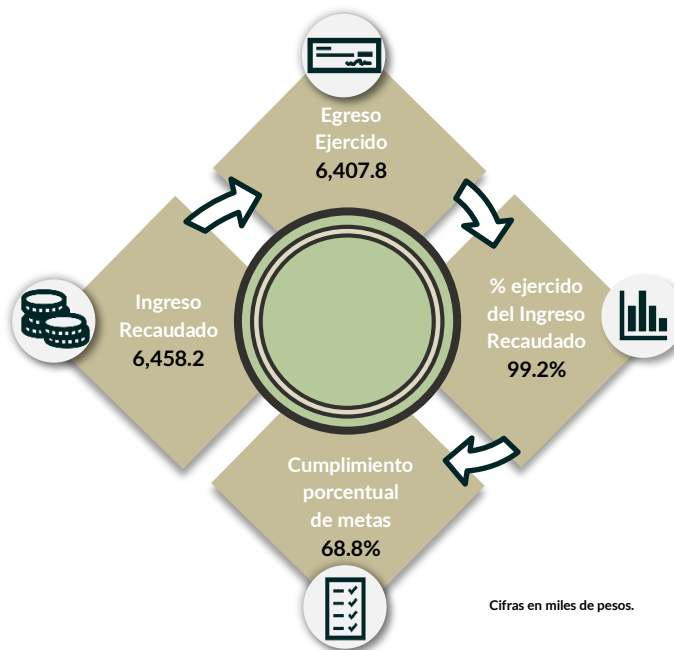 Egreso
Ejercido
6,407.8
Ingreso
Recaudado
6,458.2
% ejercido
del Ingreso
Recaudado
99.2%
Cumplimiento
porcentual
de metas
68.8%
Cifras en miles de pesos.